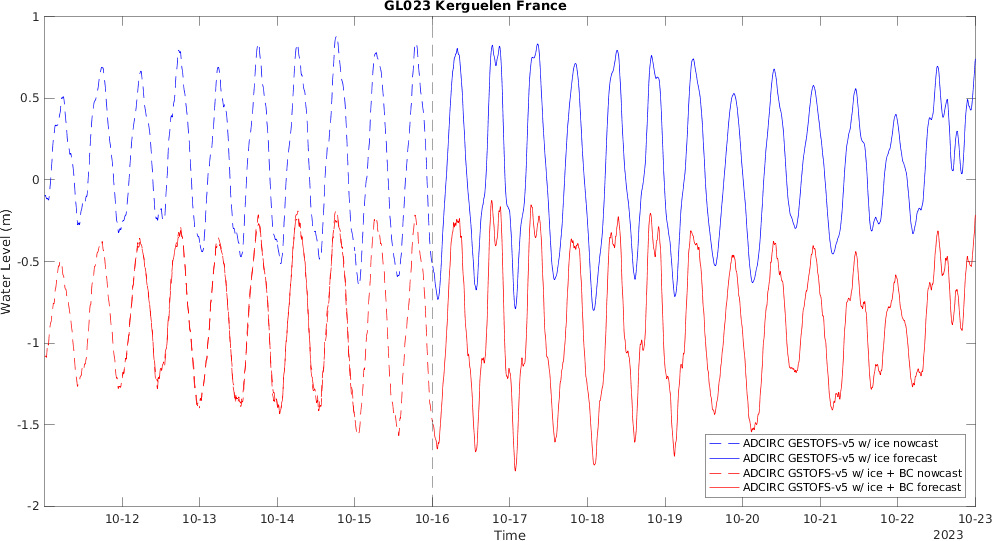 GL023 Kerguelen France
1
0.5
0
-0.5
-1
-1.5
-2
Water Level (m)
ADCIRC GESTOFS-v5 w/ ice nowcast
ADCIRC GESTOFS-v5 w/ ice forecast
ADCIRC GSTOFS-v5 w/ ice + BC nowcast
ADCIRC GSTOFS-v5 w/ ice + BC forecast
10-12 10-13 10-14 10-15 10-16 10-17 10-18 10-19 10-20 10-21 10-22 10-23
Time
2023